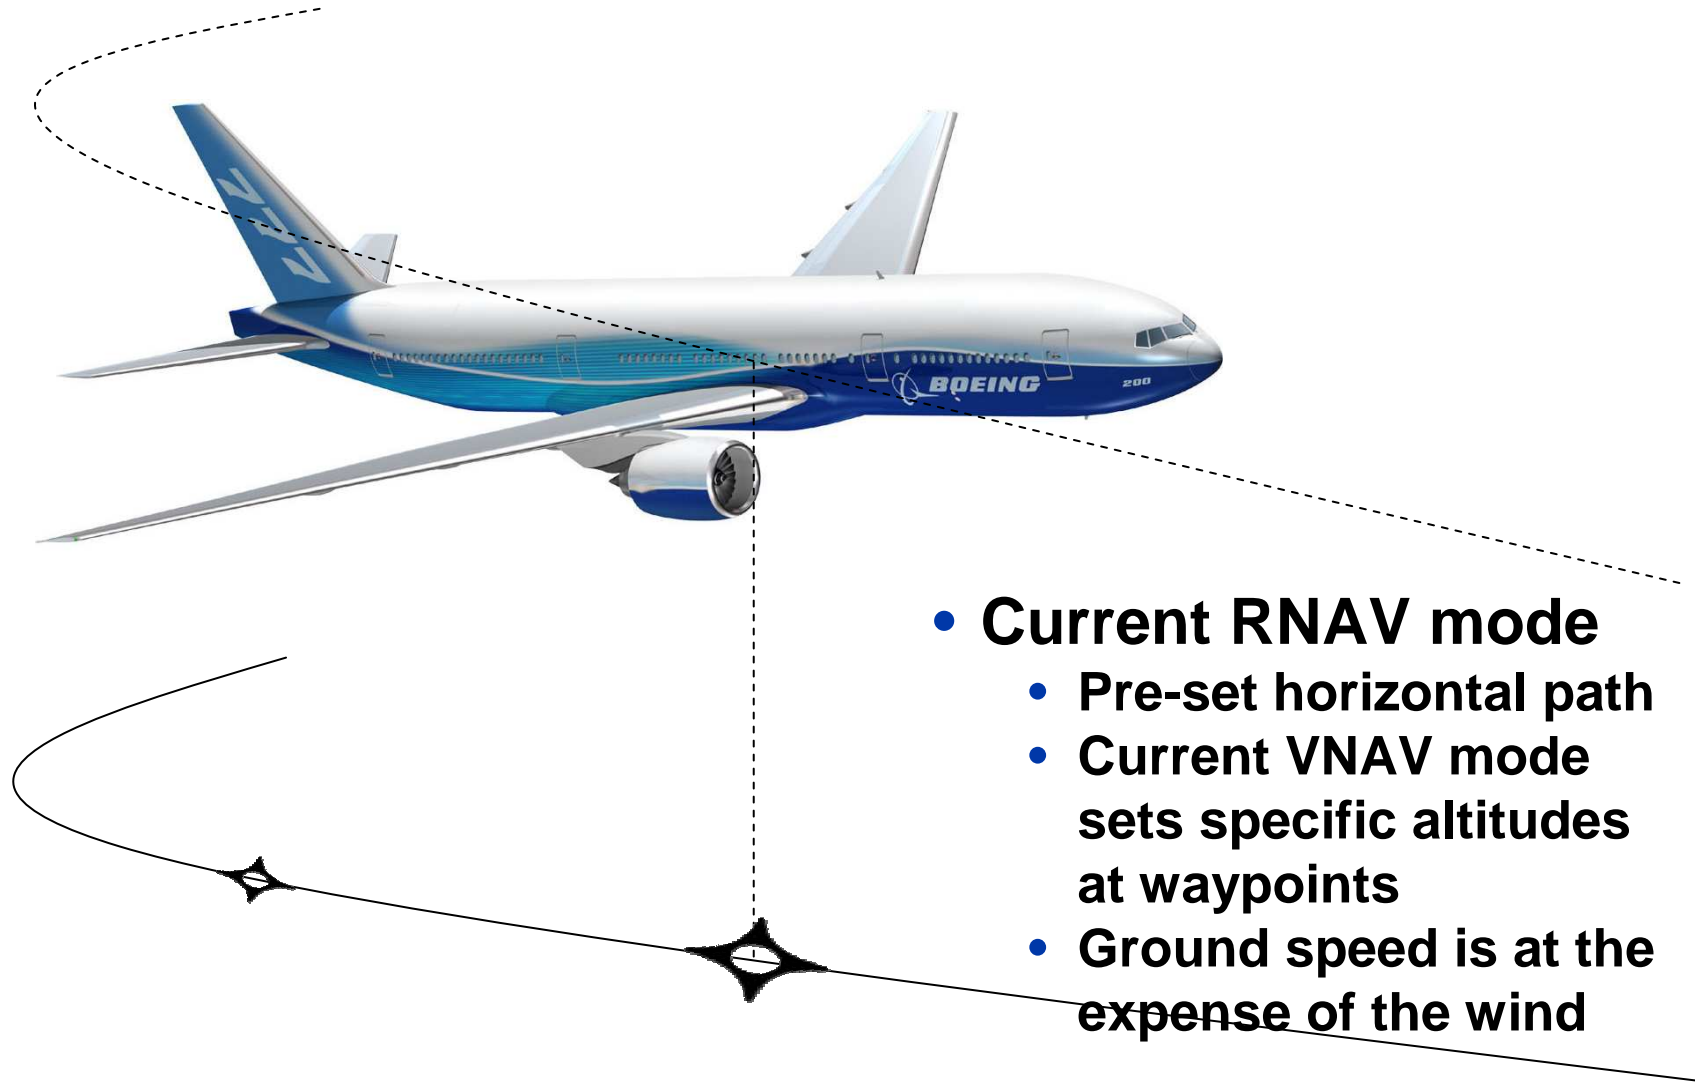 777
BOEING
200
• Current RNAV mode
• Pre-set horizontal path
• Current VNAV mode
sets specific altitudes
at waypoints
• Ground speed is at the
expense of the wind